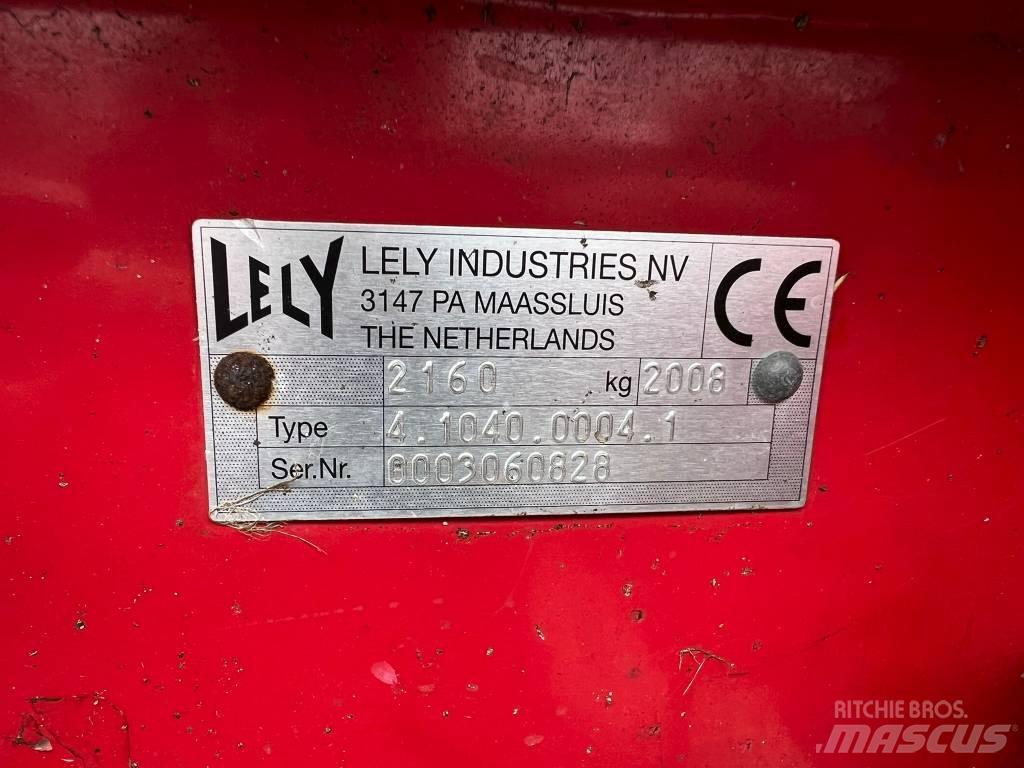 LELY
LELY INDUSTRIES NV
3147 PA MAASSLUIS
THE NETHERLANDS
CE
2160 kg 2008
Type 4.1040.0004.1
Ser.Nr. 0003060828
RITCHIE BROS.
MASCUS